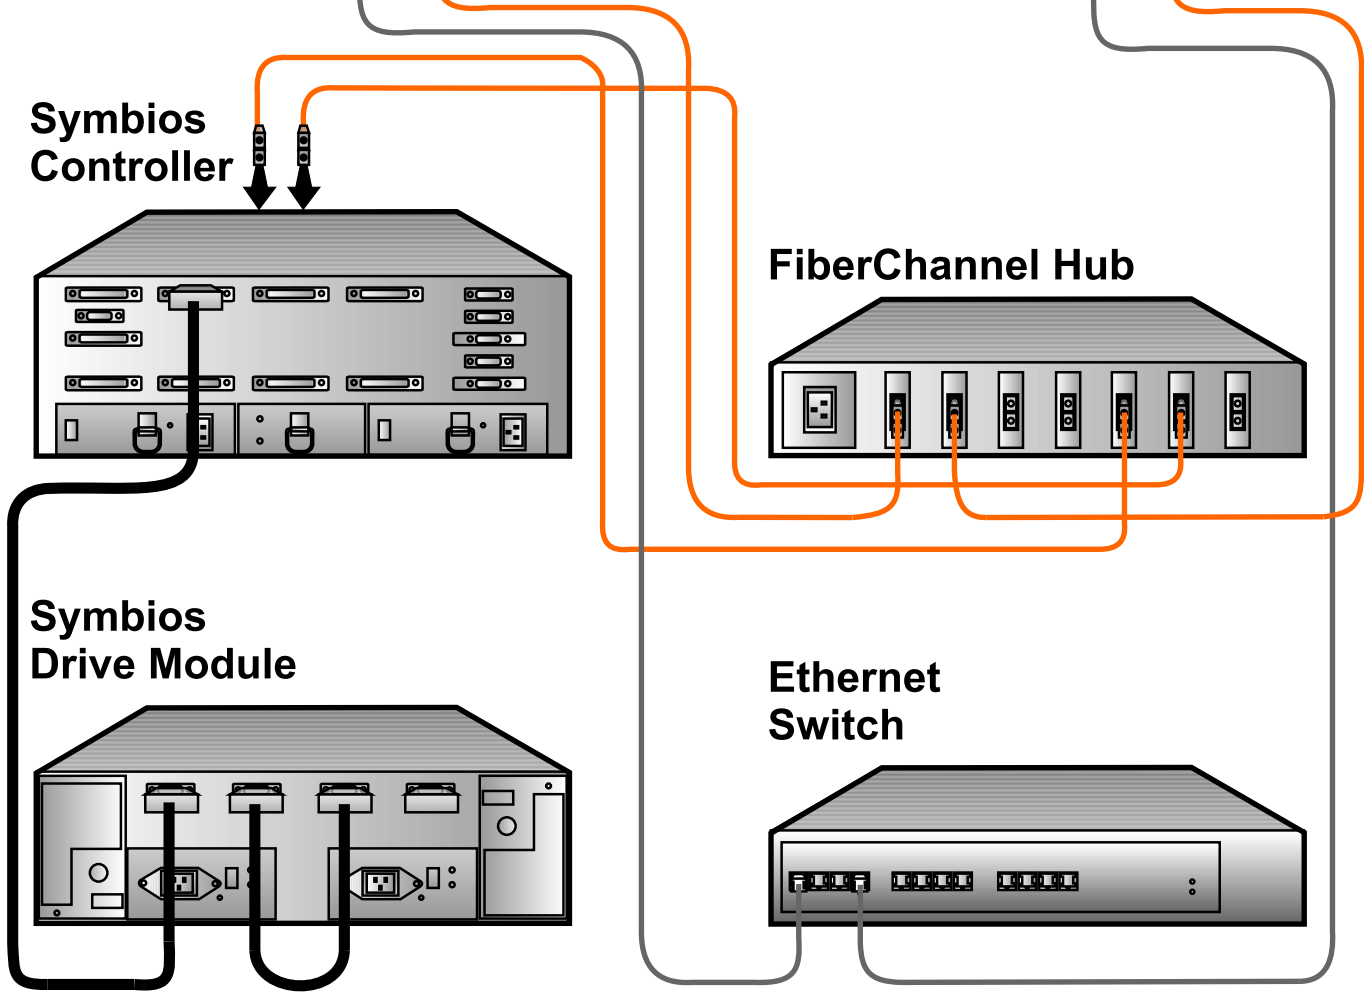 Symbios
Controller
FiberChannel Hub
Symbios
Drive Module
Ethernet
Switch